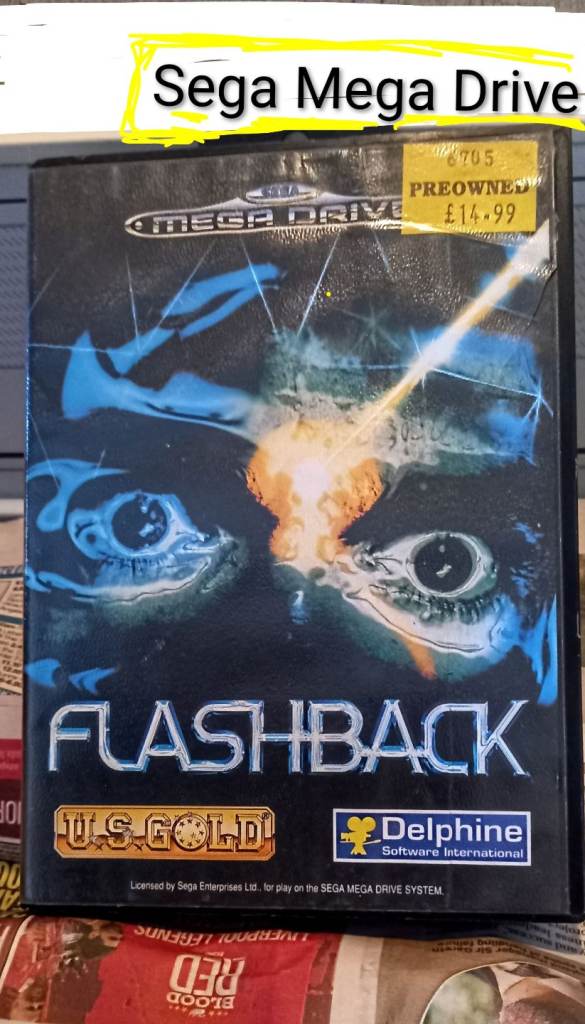 Sega Mega Drive
6705
PREOWNED
£14.99
SEGA
MEGA DRIVE
FLASHBACK
U.S. GOLD
Delphine
Software International
Licensed by Sega Enterprises Ltd., for play on the SEGA MEGA DRIVE SYSTEM.
LIVERPOOL LEGENDS
RED
BLOOD